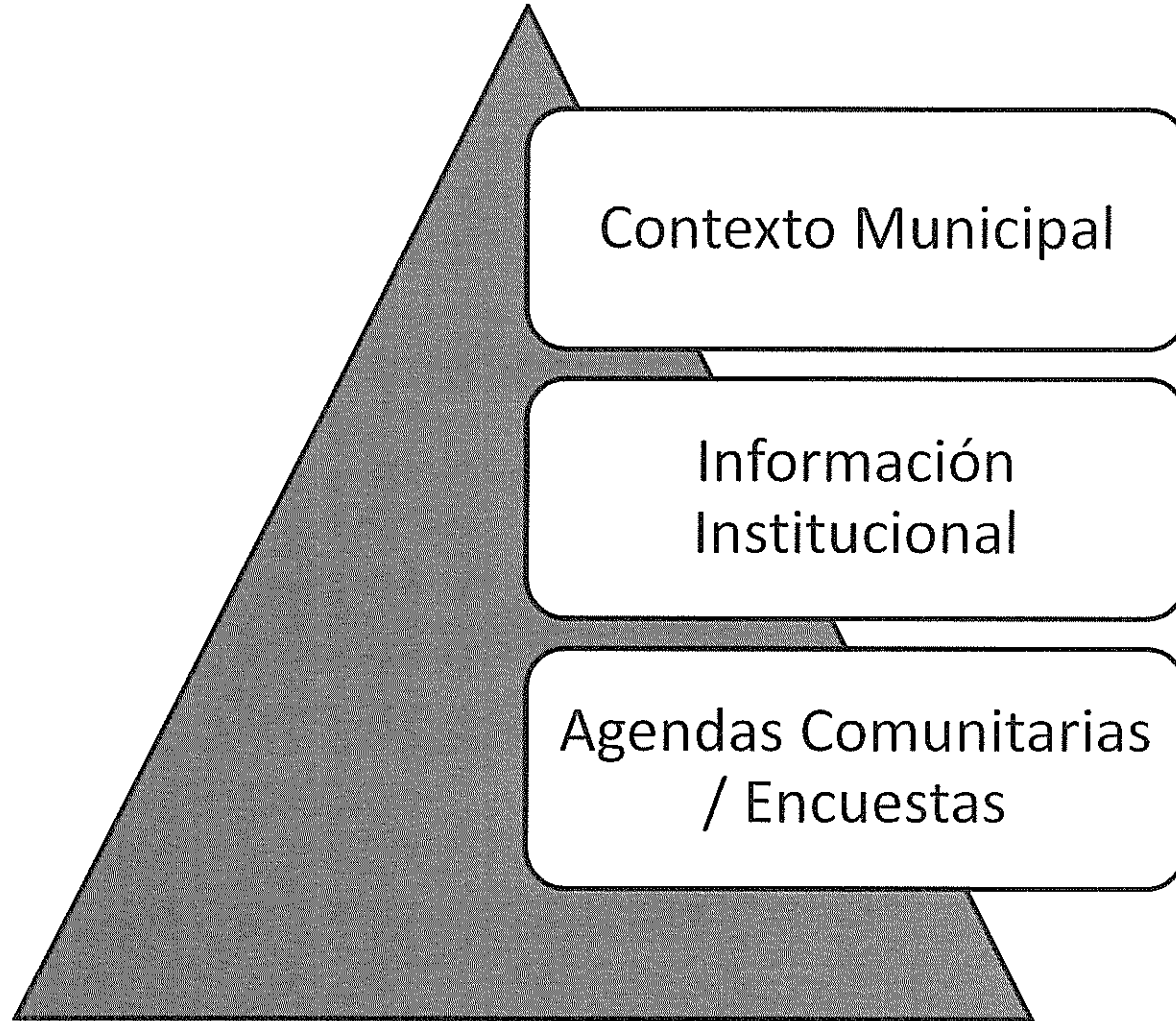 Contexto Municipal
Información
Institucional
Agendas Comunitarias
/ Encuestas